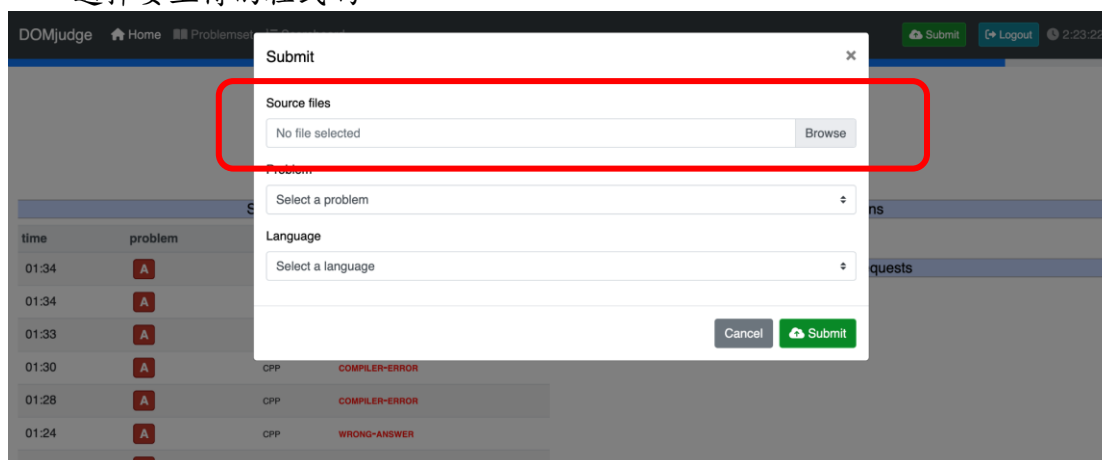 DOMjudge Home Problemset Submit Logout 2:23:22
Submit ×
Source files
No file selected Browse
Problem
Select a problem
Language
Select a language
Cancel Submit
time problem
01:34 A
01:34 A
01:33 A
01:30 A CPP COMPILER-ERROR
01:28 A CPP COMPILER-ERROR
01:24 A CPP WRONG-ANSWER